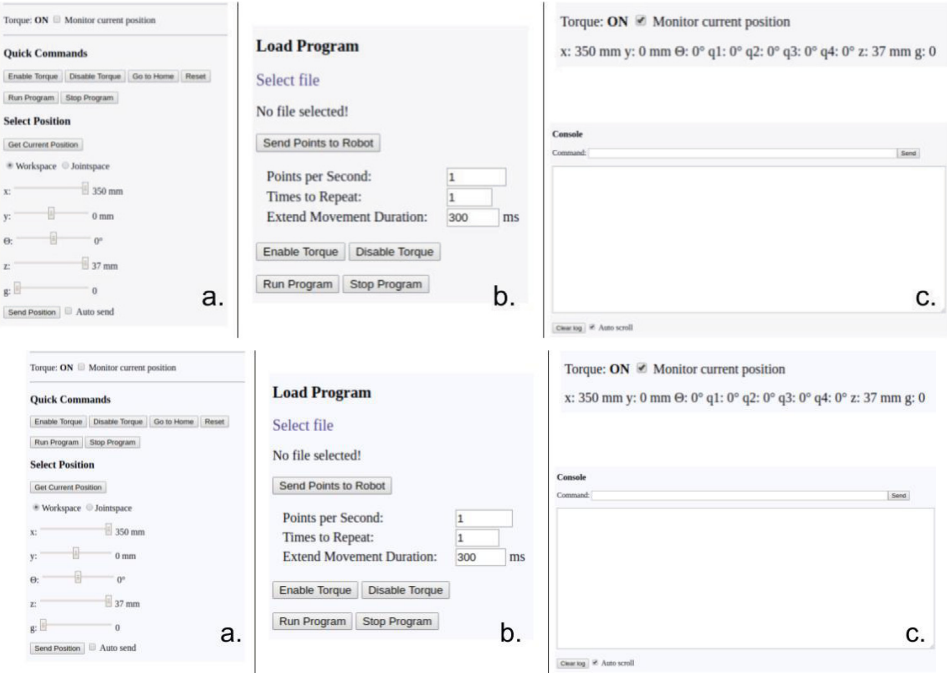 Torque: ON Monitor current position
Quick Commands
Enable Torque Disable Torque Go to Home Reset
Run Program Stop Program
Select Position
Get Current Position
Workspace Jointspace
x: 350 mm
y: 0 mm
Θ: 0°
z: 37 mm
g: 0
Send Position Auto send
a.
Load Program
Select file
No file selected!
Send Points to Robot
Points per Second: 1
Times to Repeat: 1
Extend Movement Duration: 300 ms
Enable Torque Disable Torque
Run Program Stop Program
b.
Torque: ON Monitor current position
x: 350 mm y: 0 mm Θ: 0° q1: 0° q2: 0° q3: 0° q4: 0° z: 37 mm g: 0
Console
Command: Send
c.
Clear log Auto scroll
Torque: ON Monitor current position
Quick Commands
Enable Torque Disable Torque Go to Home Reset
Run Program Stop Program
Select Position
Get Current Position
Workspace Jointspace
x: 350 mm
y: 0 mm
Θ: 0°
z: 37 mm
g: 0
Send Position Auto send
a.
Load Program
Select file
No file selected!
Send Points to Robot
Points per Second: 1
Times to Repeat: 1
Extend Movement Duration: 300 ms
Enable Torque Disable Torque
Run Program Stop Program
b.
Torque: ON Monitor current position
x: 350 mm y: 0 mm Θ: 0° q1: 0° q2: 0° q3: 0° q4: 0° z: 37 mm g: 0
Console
Command: Send
c.
Clear log Auto scroll